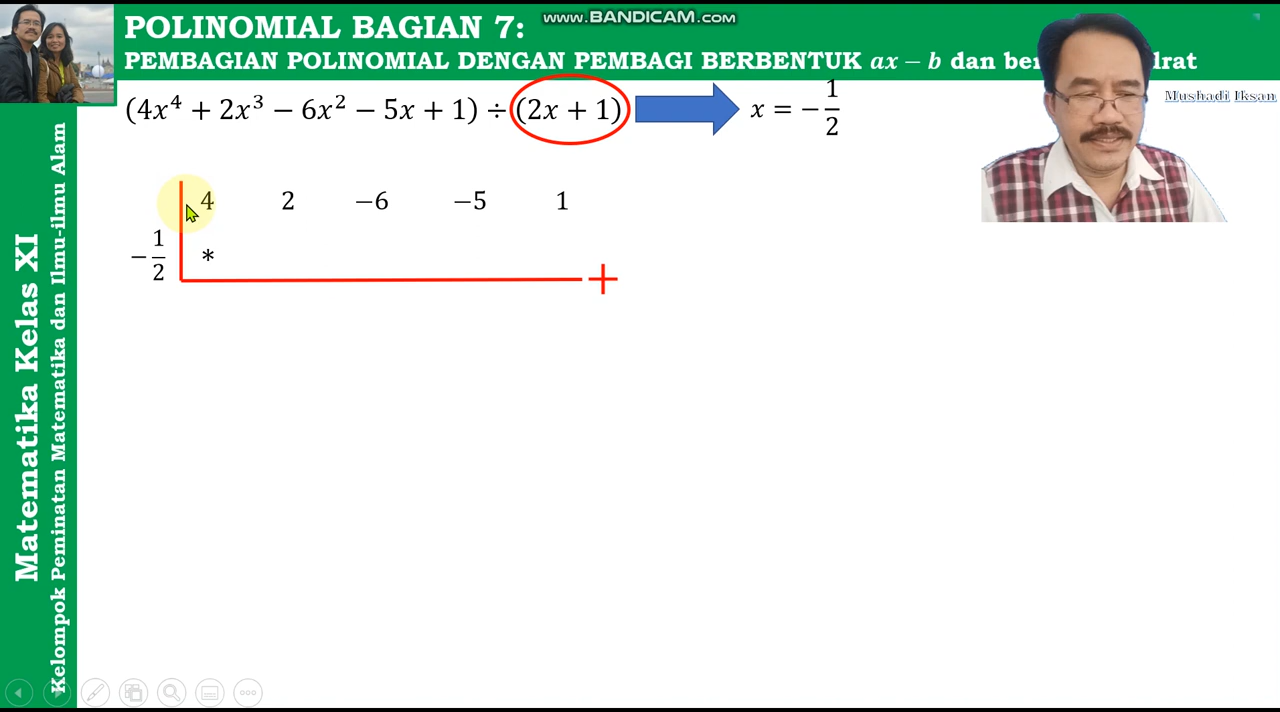 www.BANDICAM.com
POLINOMIAL BAGIAN 7:
PEMBAGIAN POLINOMIAL DENGAN PEMBAGI BERBENTUK ax − b dan
Mushadi Iksan
(4x⁴ + 2x³ − 6x² − 5x + 1) ÷ (2x + 1) x = −1/2
4 2 −6 −5 1
−1/2 *
+
Matematika Kelas XI
Kelompok Peminatan Matematika dan Ilmu-ilmu Alam